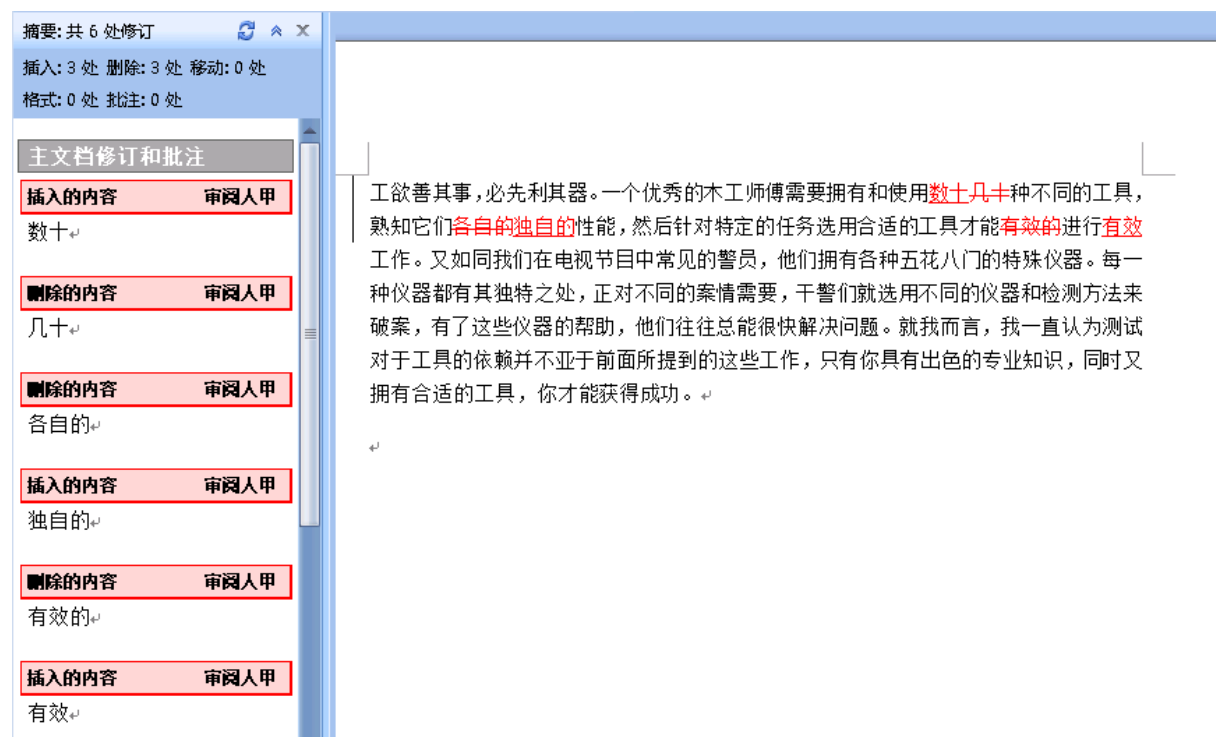 摘要: 共 6 处修订
插入: 3 处 删除: 3 处 移动: 0 处
格式: 0 处 批注: 0 处
主文档修订和批注
插入的内容 审阅人甲
数十
删除的内容 审阅人甲
几十
删除的内容 审阅人甲
各自的
插入的内容 审阅人甲
独自的
删除的内容 审阅人甲
有效的
插入的内容 审阅人甲
有效
工欲善其事，必先利其器。一个优秀的木工师傅需要拥有和使用数十几十种不同的工具，
熟知它们各自的独自的性能，然后针对特定的任务选用合适的工具才能有效的进行有效
工作。又如同我们在电视节目中常见的警员，他们拥有各种五花八门的特殊仪器。每一
种仪器都有其独特之处，正对不同的案情需要，干警们就选用不同的仪器和检测方法来
破案，有了这些仪器的帮助，他们往往总能很快解决问题。就我而言，我一直认为测试
对于工具的依赖并不亚于前面所提到的这些工作，只有你具有出色的专业知识，同时又
拥有合适的工具，你才能获得成功。